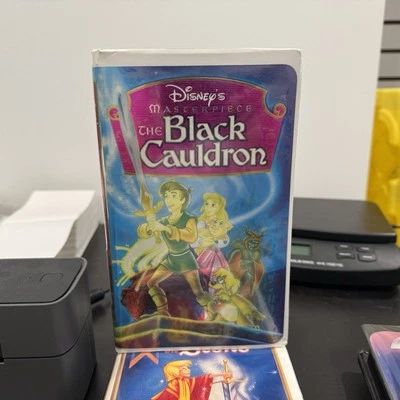 Disney's
MASTERPIECE
THE Black
Cauldron